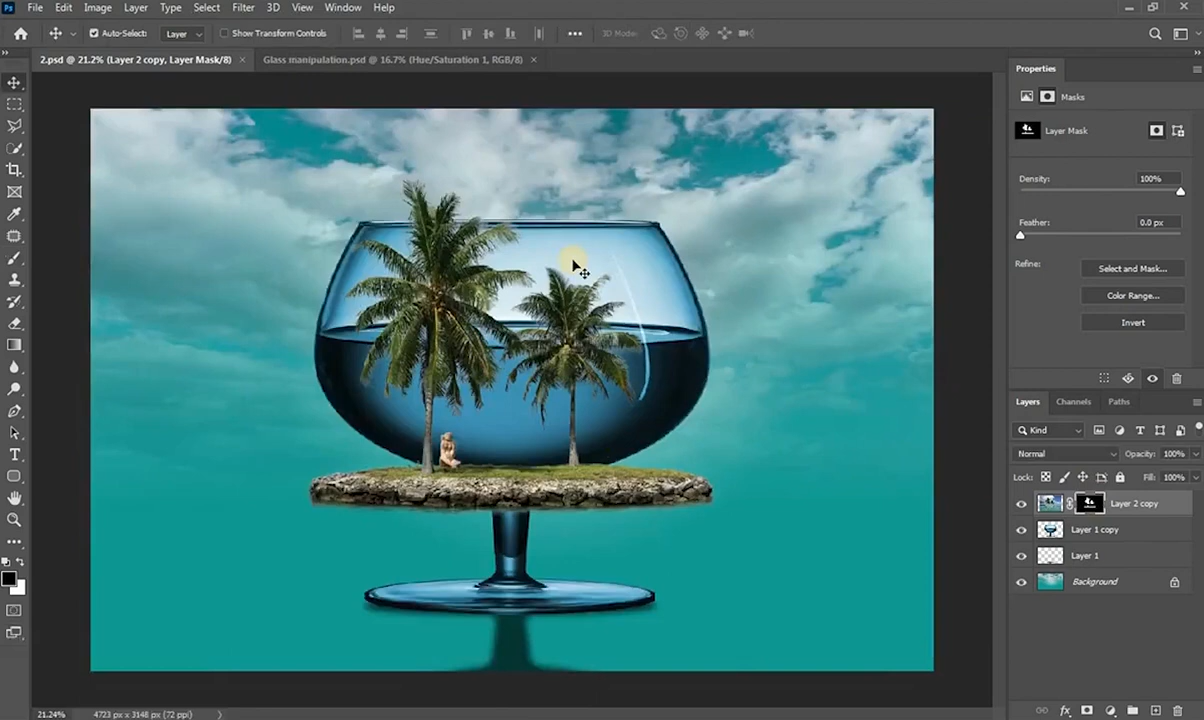 Ps File Edit Image Layer Type Select Filter 3D View Window Help
Auto-Select: Layer Show Transform Controls 3D Mode:
2.psd @ 21.2% (Layer 2 copy, Layer Mask/8) × Glass manipulation.psd @ 16.7% (Hue/Saturation 1, RGB/8) ×
Properties
Masks
Layer Mask
Density: 100%
Feather: 0.0 px
Refine: Select and Mask...
Color Range...
Invert
Layers Channels Paths
Kind
Normal Opacity: 100%
Lock: Fill: 100%
Layer 2 copy
Layer 1 copy
Layer 1
Background
21.24% 4723 px x 3148 px (72 ppi)